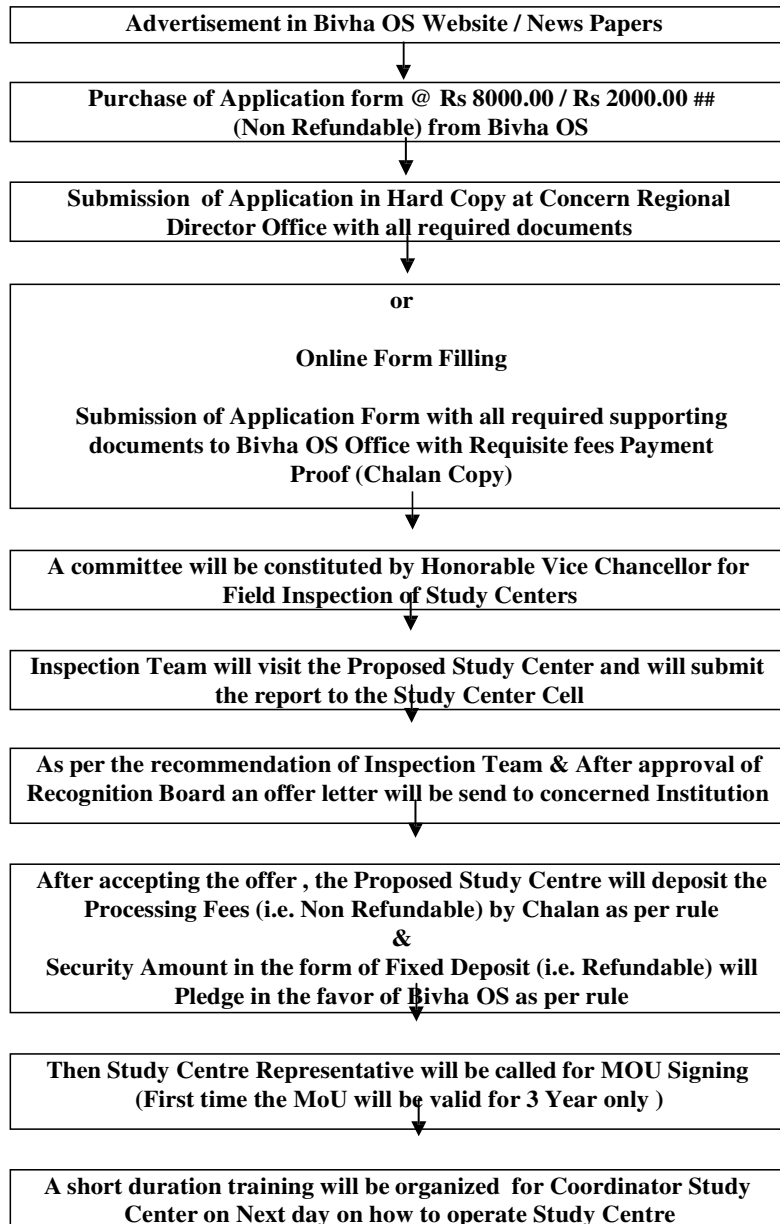 Advertisement in Bivha OS Website / News Papers
Purchase of Application form @ Rs 8000.00 / Rs 2000.00 ##
(Non Refundable) from Bivha OS
Submission of Application in Hard Copy at Concern Regional
Director Office with all required documents
or
Online Form Filling
Submission of Application Form with all required supporting
documents to Bivha OS Office with Requisite fees Payment
Proof (Chalan Copy)
A committee will be constituted by Honorable Vice Chancellor for
Field Inspection of Study Centers
Inspection Team will visit the Proposed Study Center and will submit
the report to the Study Center Cell
As per the recommendation of Inspection Team & After approval of
Recognition Board an offer letter will be send to concerned Institution
After accepting the offer , the Proposed Study Centre will deposit the
Processing Fees (i.e. Non Refundable) by Chalan as per rule
&
Security Amount in the form of Fixed Deposit (i.e. Refundable) will
Pledge in the favor of Bivha OS as per rule
Then Study Centre Representative will be called for MOU Signing
(First time the MoU will be valid for 3 Year only )
A short duration training will be organized for Coordinator Study
Center on Next day on how to operate Study Centre